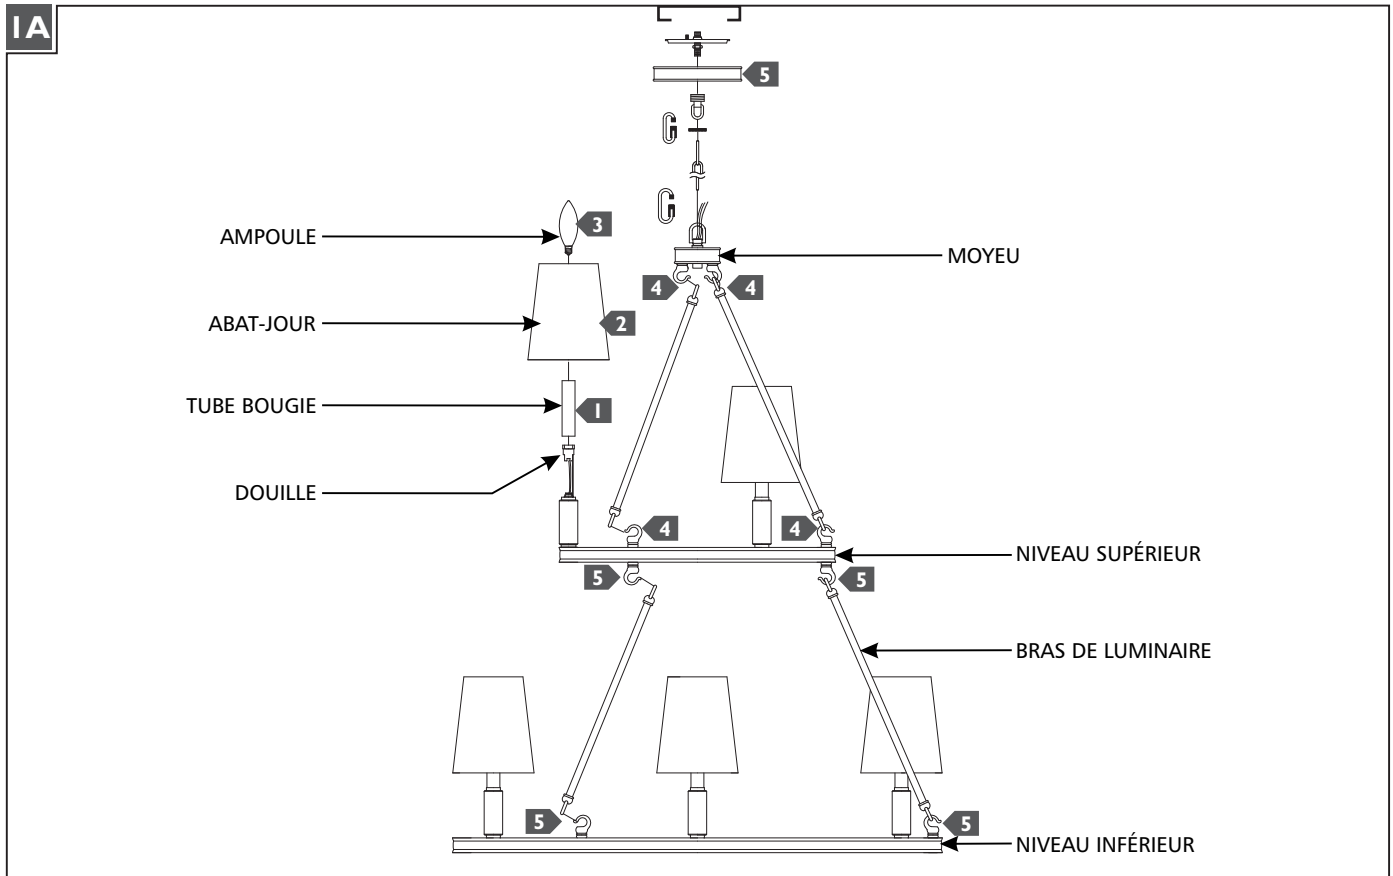 1A
5
AMPOULE
3
MOYEU
4
4
ABAT-JOUR
2
TUBE BOUGIE
1
DOUILLE
4
4
NIVEAU SUPÉRIEUR
5
5
BRAS DE LUMINAIRE
5
5
NIVEAU INFÉRIEUR